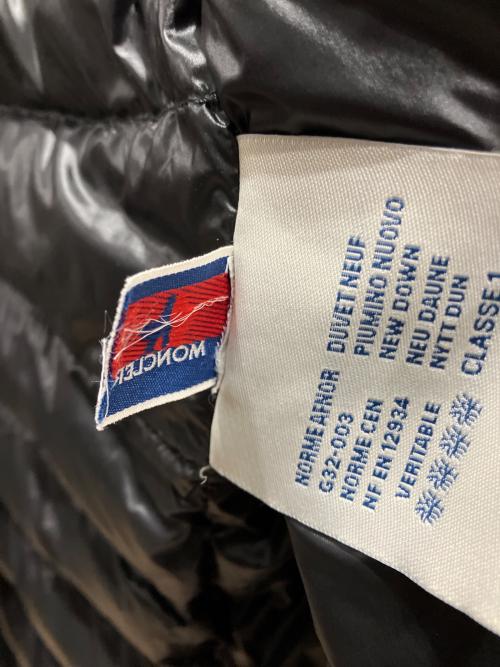 MONCLER
NORME AFNOR
G32-003
NORME CEN
NF EN 12934
VERITABLE
DUVET NEUF
PIUMINO NUOVO
NEW DOWN
NEU DAUNE
NYTT DUN
CLASSE 1